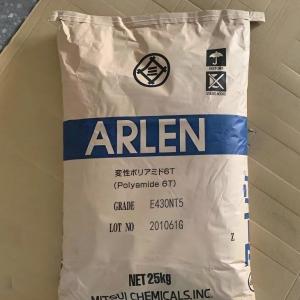 ARLEN
変性ポリアミド6T
(Polyamide 6T)
GRADE E430NT5
LOT NO 201061G
Z
NET 25kg
MITSUI CHEMICALS, INC.